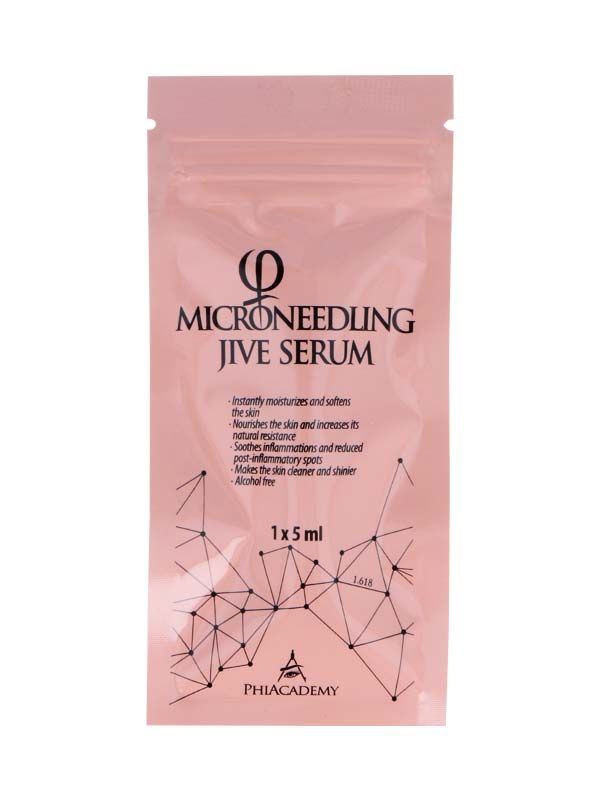 φ
MICRONEEDLING
JIVE SERUM
· Instantly moisturizes and softens
the skin
· Nourishes the skin and increases its
natural resistance
· Soothes inflammations and reduced
post-inflammatory spots
· Makes the skin cleaner and shinier
· Alcohol free
1 x 5 ml
1.618
PHIACADEMY